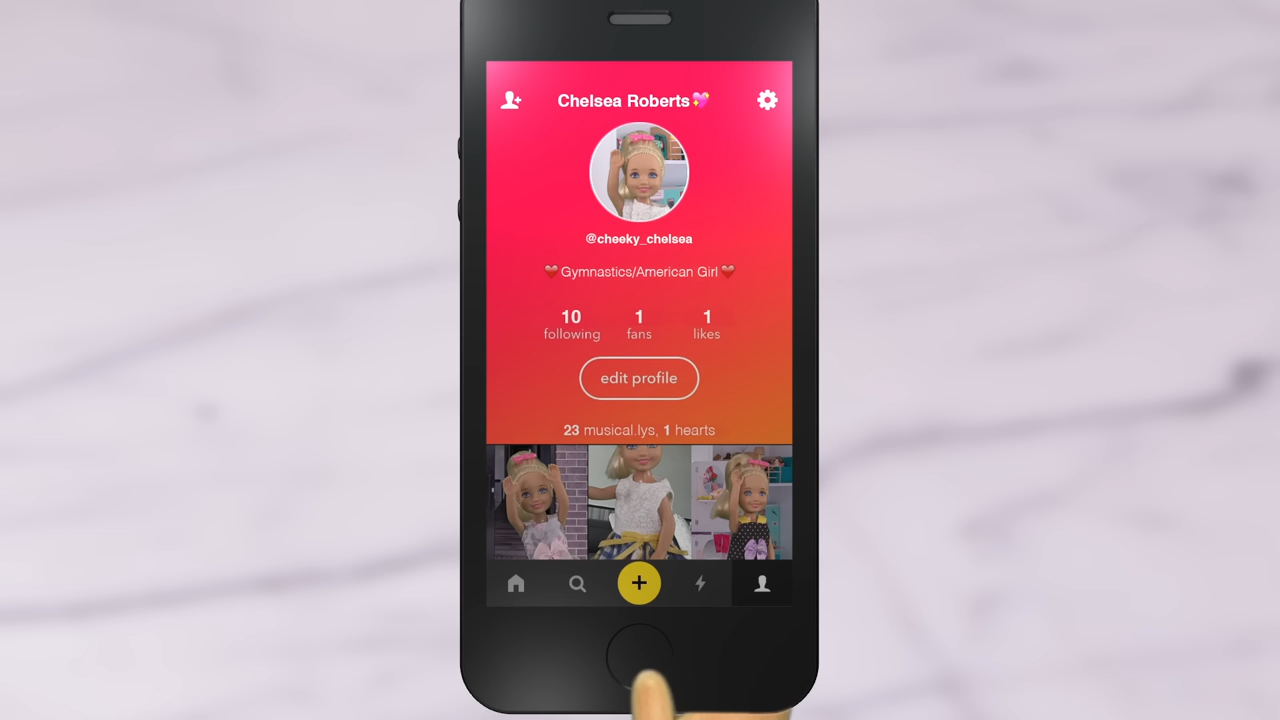 Chelsea Roberts💖
@cheeky_chelsea
❤Gymnastics/American Girl❤
10 1 1
following fans likes
edit profile
23 musical.lys, 1 hearts